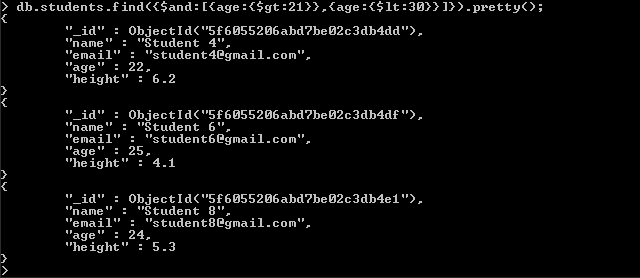 > db.students.find({$and:[{age:{$gt:21}},{age:{$lt:30}}]}).pretty();
{
        "_id" : ObjectId("5f6055206abd7be02c3db4dd"),
        "name" : "Student 4",
        "email" : "student4@gmail.com",
        "age" : 22,
        "height" : 6.2
}
{
        "_id" : ObjectId("5f6055206abd7be02c3db4df"),
        "name" : "Student 6",
        "email" : "student6@gmail.com",
        "age" : 25,
        "height" : 4.1
}
{
        "_id" : ObjectId("5f6055206abd7be02c3db4e1"),
        "name" : "Student 8",
        "email" : "student8@gmail.com",
        "age" : 24,
        "height" : 5.3
}
>